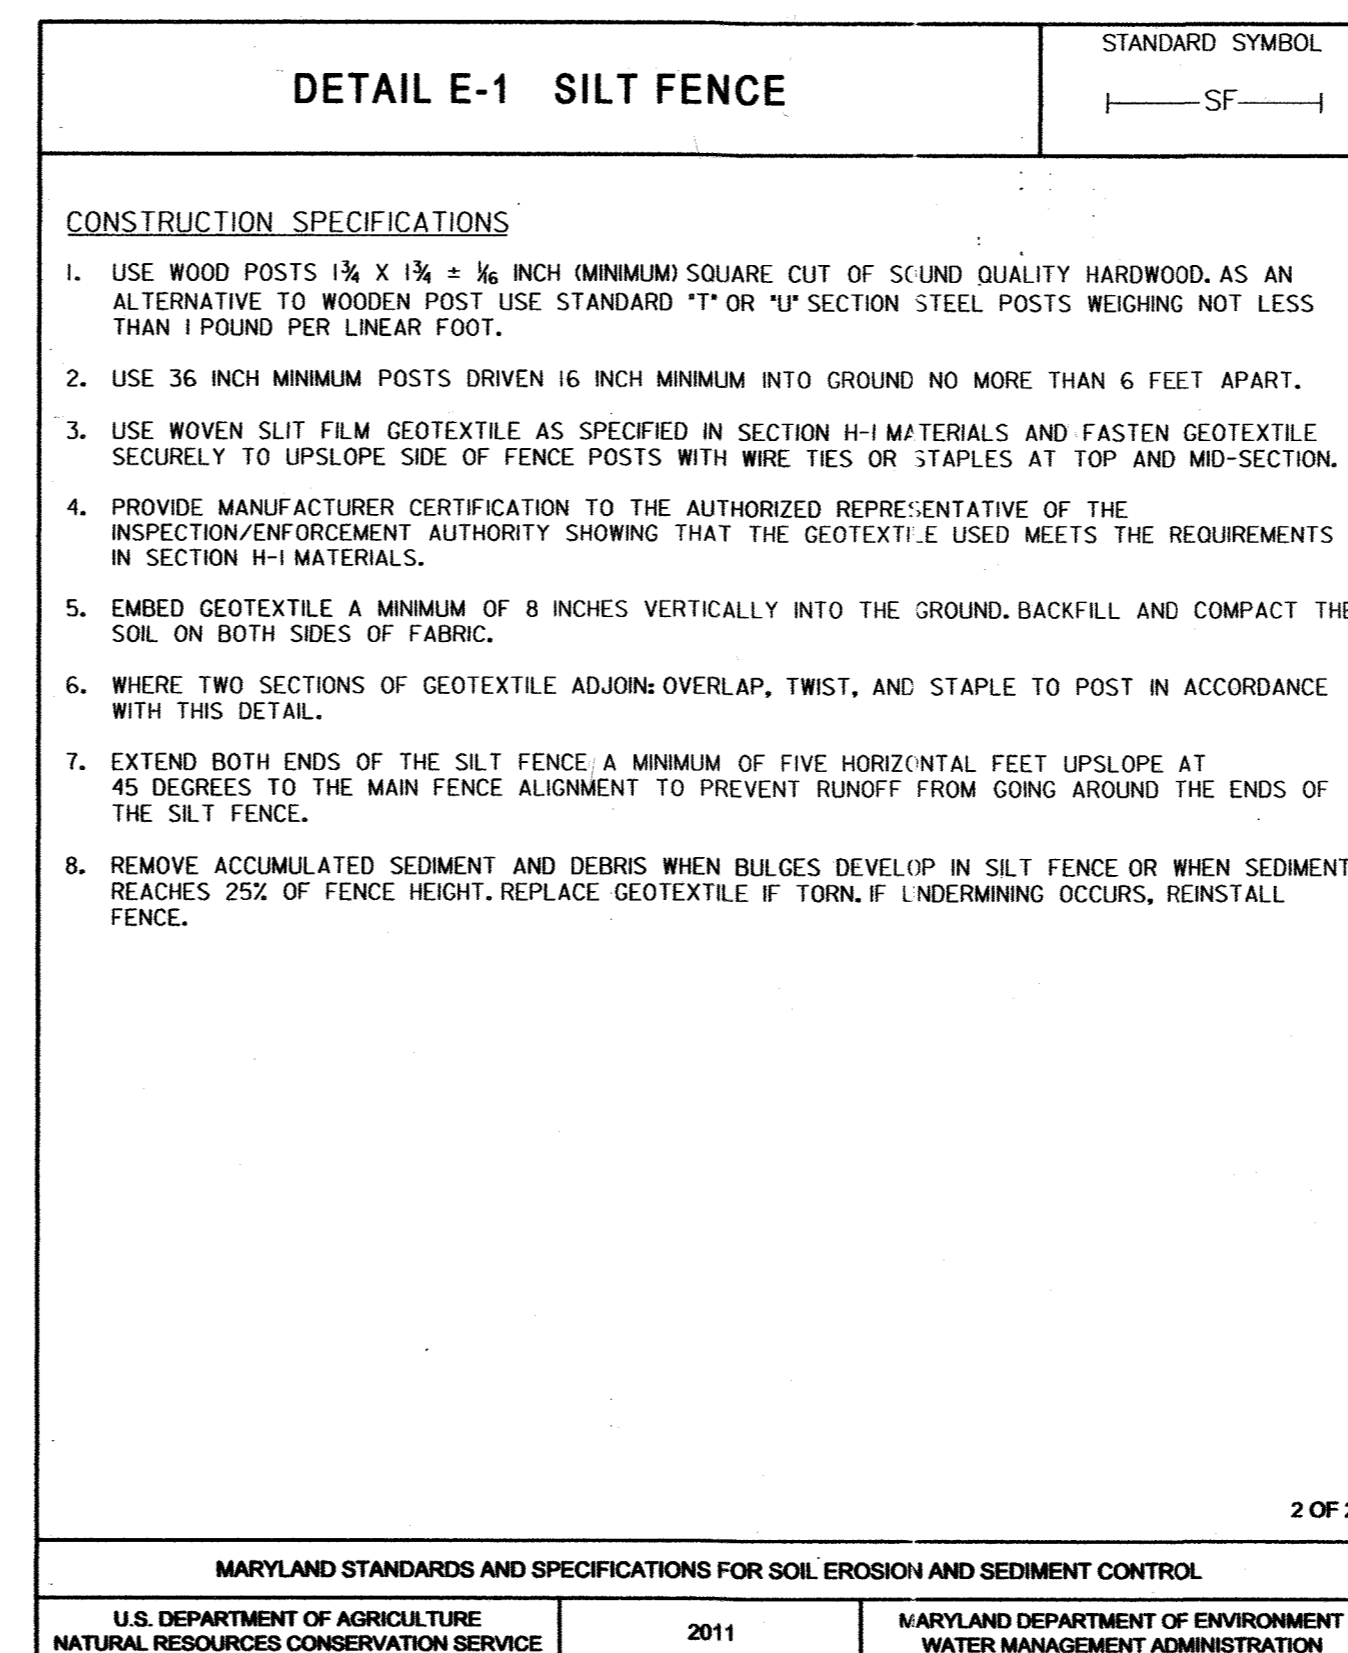 DETAIL E-1 SILT FENCE
STANDARD SYMBOL
SF
CONSTRUCTION SPECIFICATIONS
1. USE WOOD POSTS 1¾ X 1¾ ± 1/16 INCH (MINIMUM) SQUARE CUT OF SOUND QUALITY HARDWOOD. AS AN
ALTERNATIVE TO WOODEN POST USE STANDARD "T" OR "U" SECTION STEEL POSTS WEIGHING NOT LESS
THAN 1 POUND PER LINEAR FOOT.
2. USE 36 INCH MINIMUM POSTS DRIVEN 16 INCH MINIMUM INTO GROUND NO MORE THAN 6 FEET APART.
3. USE WOVEN SLIT FILM GEOTEXTILE AS SPECIFIED IN SECTION H-1 MATERIALS AND FASTEN GEOTEXTILE
SECURELY TO UPSLOPE SIDE OF FENCE POSTS WITH WIRE TIES OR STAPLES AT TOP AND MID-SECTION.
4. PROVIDE MANUFACTURER CERTIFICATION TO THE AUTHORIZED REPRESENTATIVE OF THE
INSPECTION/ENFORCEMENT AUTHORITY SHOWING THAT THE GEOTEXTILE USED MEETS THE REQUIREMENTS
IN SECTION H-1 MATERIALS.
5. EMBED GEOTEXTILE A MINIMUM OF 8 INCHES VERTICALLY INTO THE GROUND. BACKFILL AND COMPACT THE
SOIL ON BOTH SIDES OF FABRIC.
6. WHERE TWO SECTIONS OF GEOTEXTILE ADJOIN: OVERLAP, TWIST, AND STAPLE TO POST IN ACCORDANCE
WITH THIS DETAIL.
7. EXTEND BOTH ENDS OF THE SILT FENCE A MINIMUM OF FIVE HORIZONTAL FEET UPSLOPE AT
45 DEGREES TO THE MAIN FENCE ALIGNMENT TO PREVENT RUNOFF FROM GOING AROUND THE ENDS OF
THE SILT FENCE.
8. REMOVE ACCUMULATED SEDIMENT AND DEBRIS WHEN BULGES DEVELOP IN SILT FENCE OR WHEN SEDIMENT
REACHES 25% OF FENCE HEIGHT. REPLACE GEOTEXTILE IF TORN. IF UNDERMINING OCCURS, REINSTALL
FENCE.
2 OF 2
MARYLAND STANDARDS AND SPECIFICATIONS FOR SOIL EROSION AND SEDIMENT CONTROL
U.S. DEPARTMENT OF AGRICULTURE
NATURAL RESOURCES CONSERVATION SERVICE
2011
MARYLAND DEPARTMENT OF ENVIRONMENT
WATER MANAGEMENT ADMINISTRATION